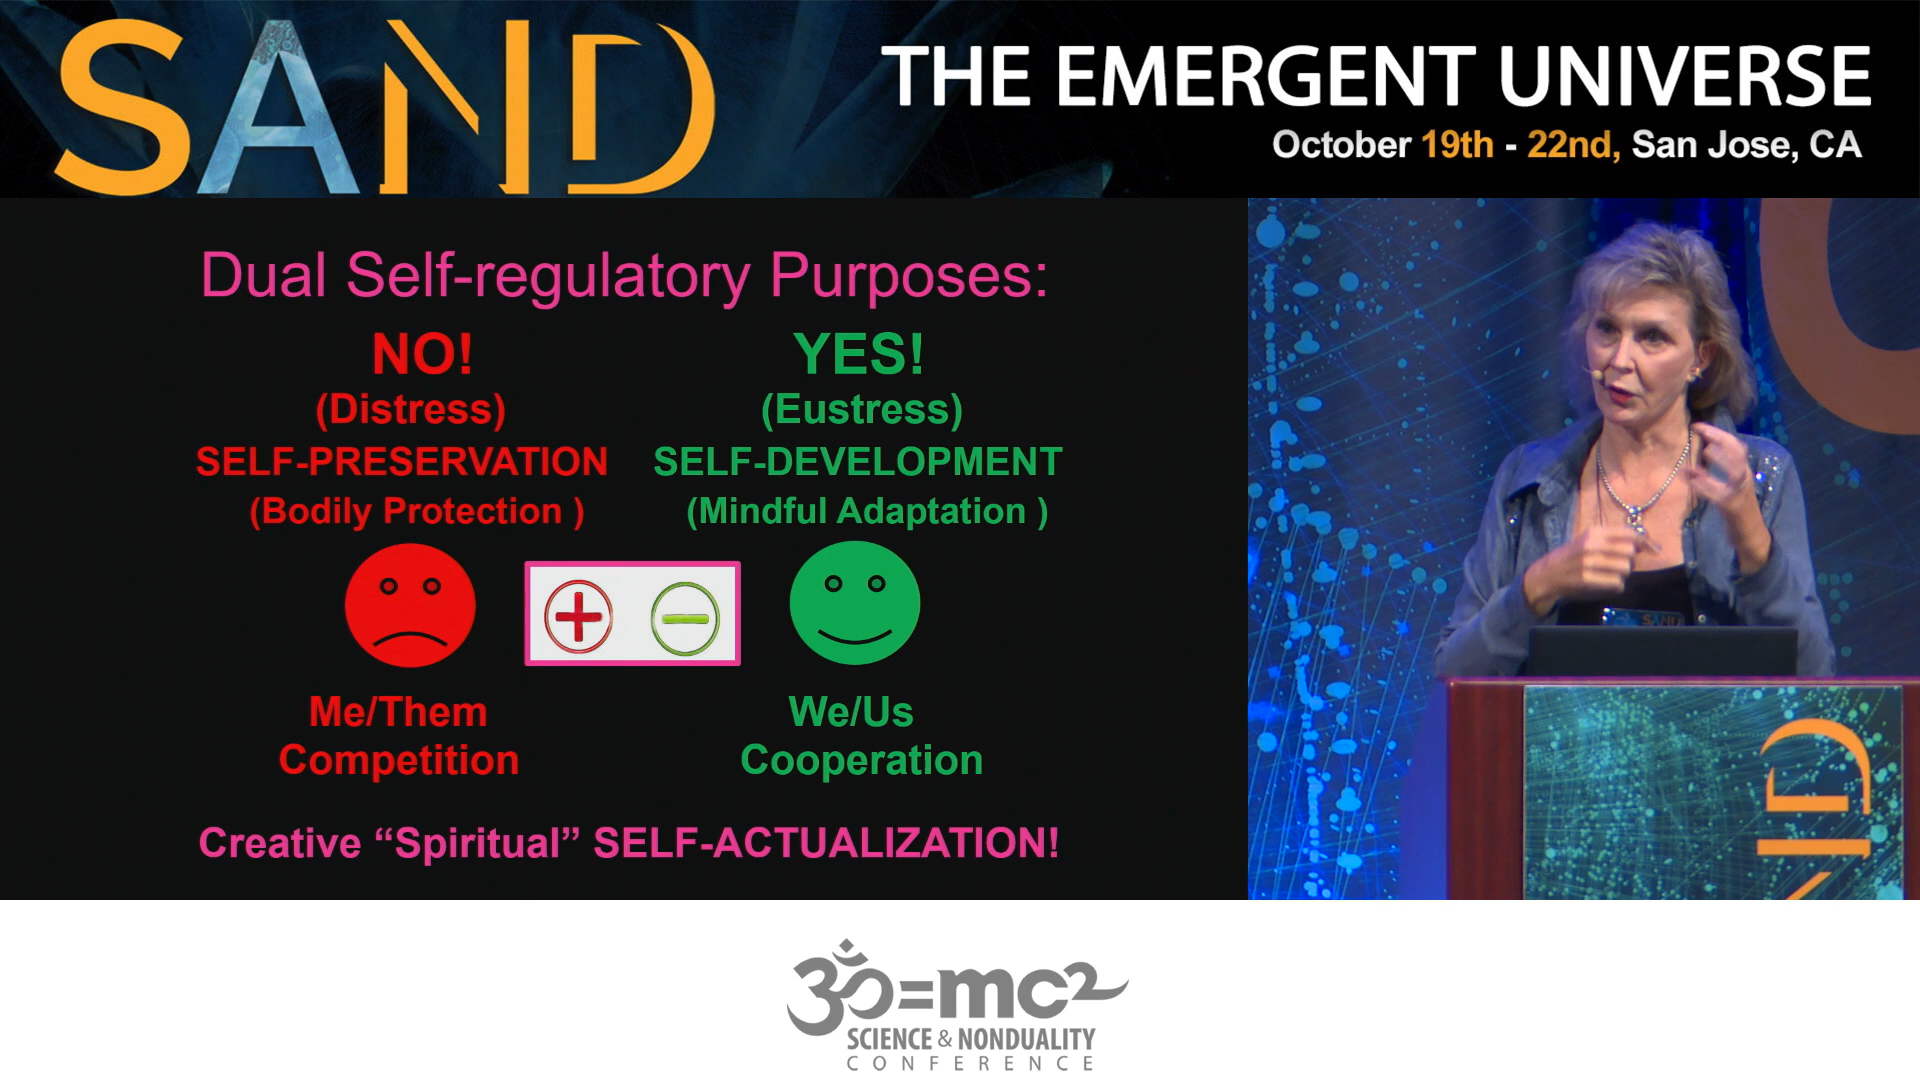 SAND
THE EMERGENT UNIVERSE
October 19th - 22nd, San Jose, CA
Dual Self-regulatory Purposes:
NO!
(Distress)
SELF-PRESERVATION
(Bodily Protection )
YES!
(Eustress)
SELF-DEVELOPMENT
(Mindful Adaptation )
+
−
Me/Them
Competition
We/Us
Cooperation
Creative “Spiritual” SELF-ACTUALIZATION!
SAND
ND
ॐ=mc²
SCIENCE & NONDUALITY
CONFERENCE